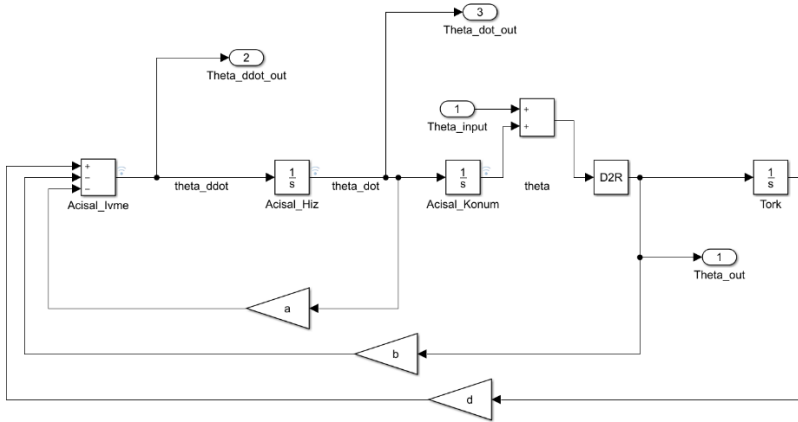 3
Theta_dot_out
2
Theta_ddot_out
1
Theta_input
+
+
+
−
−
Acisal_Ivme
theta_ddot
1
s
Acisal_Hiz
theta_dot
1
s
Acisal_Konum
theta
D2R
1
s
Tork
1
Theta_out
a
b
d